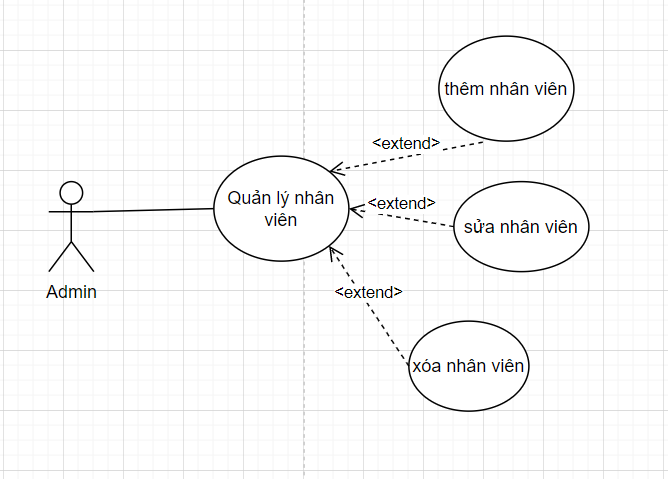 thêm nhân viên
<extend>
Quản lý nhân
viên
<extend>
sửa nhân viên
Admin
<extend>
xóa nhân viên